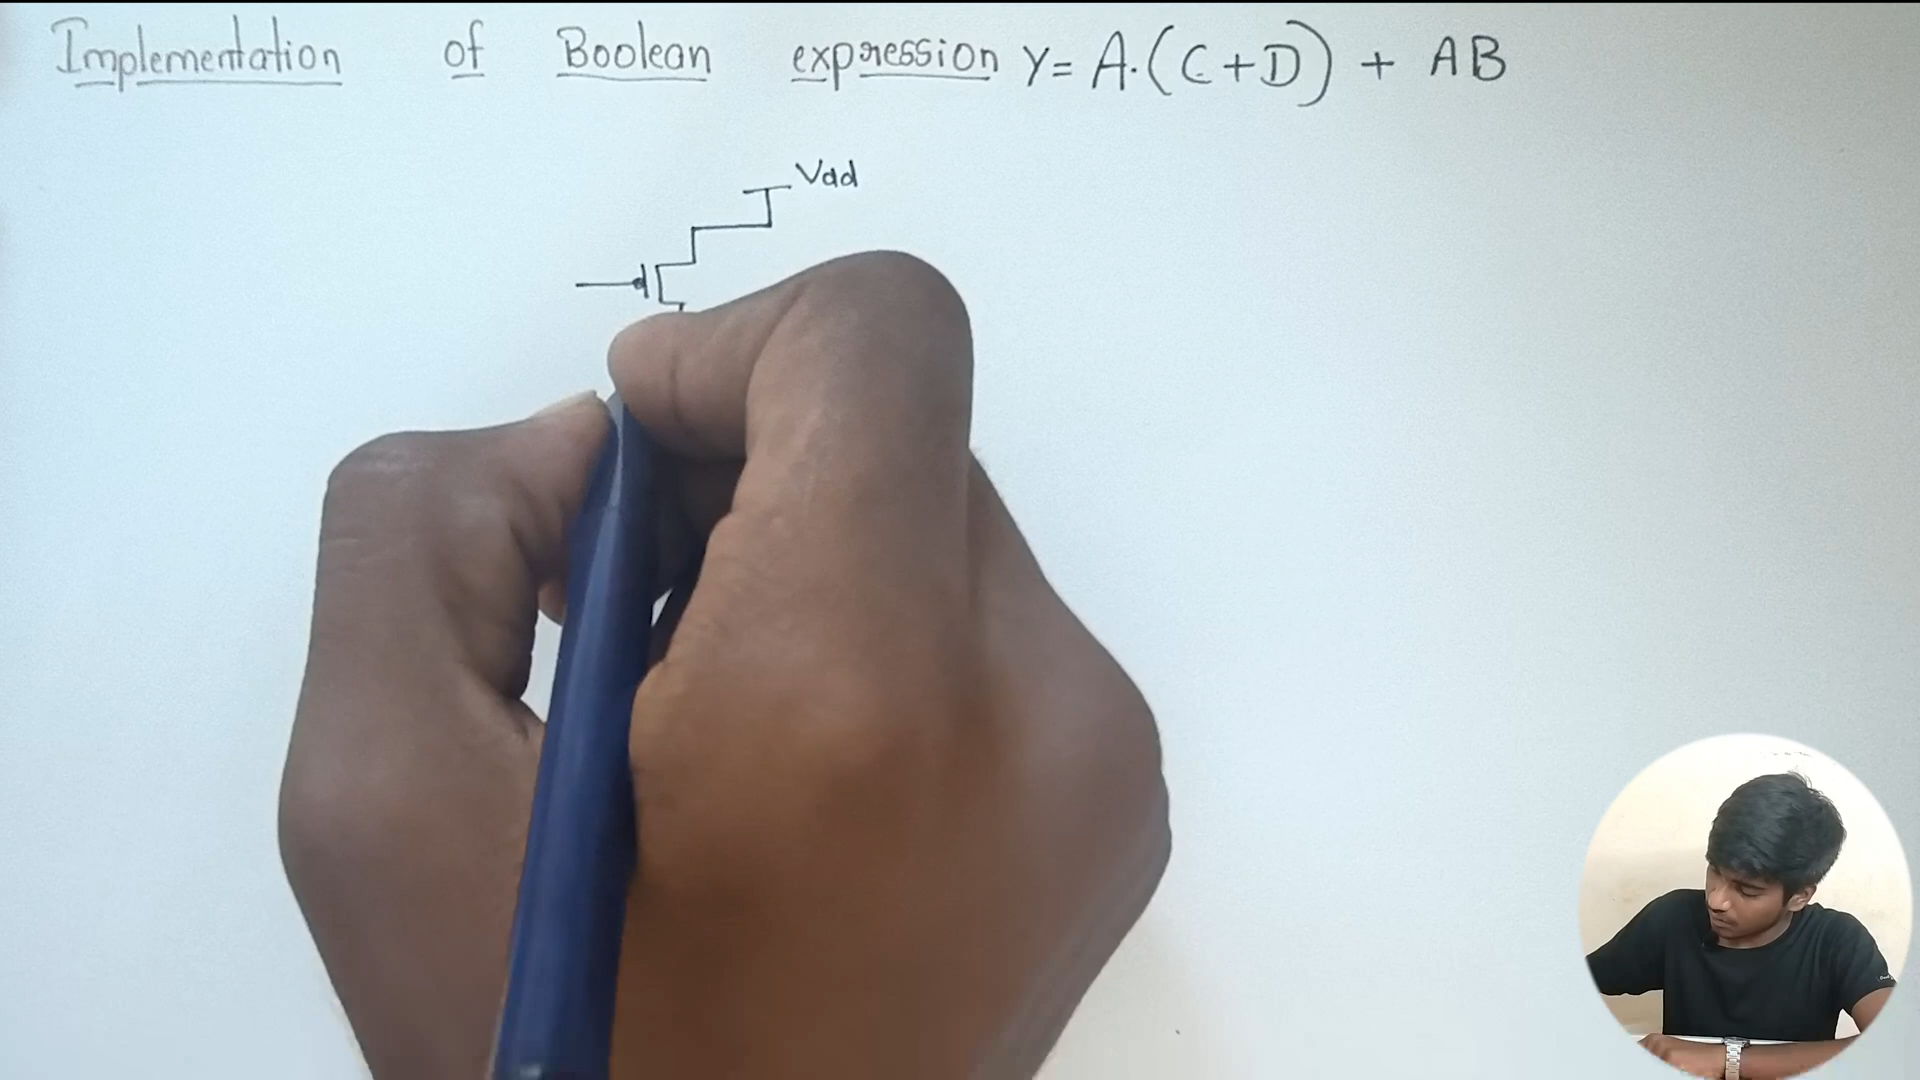 Implementation of Boolean expression Y = A.(C+D) + AB
Vdd